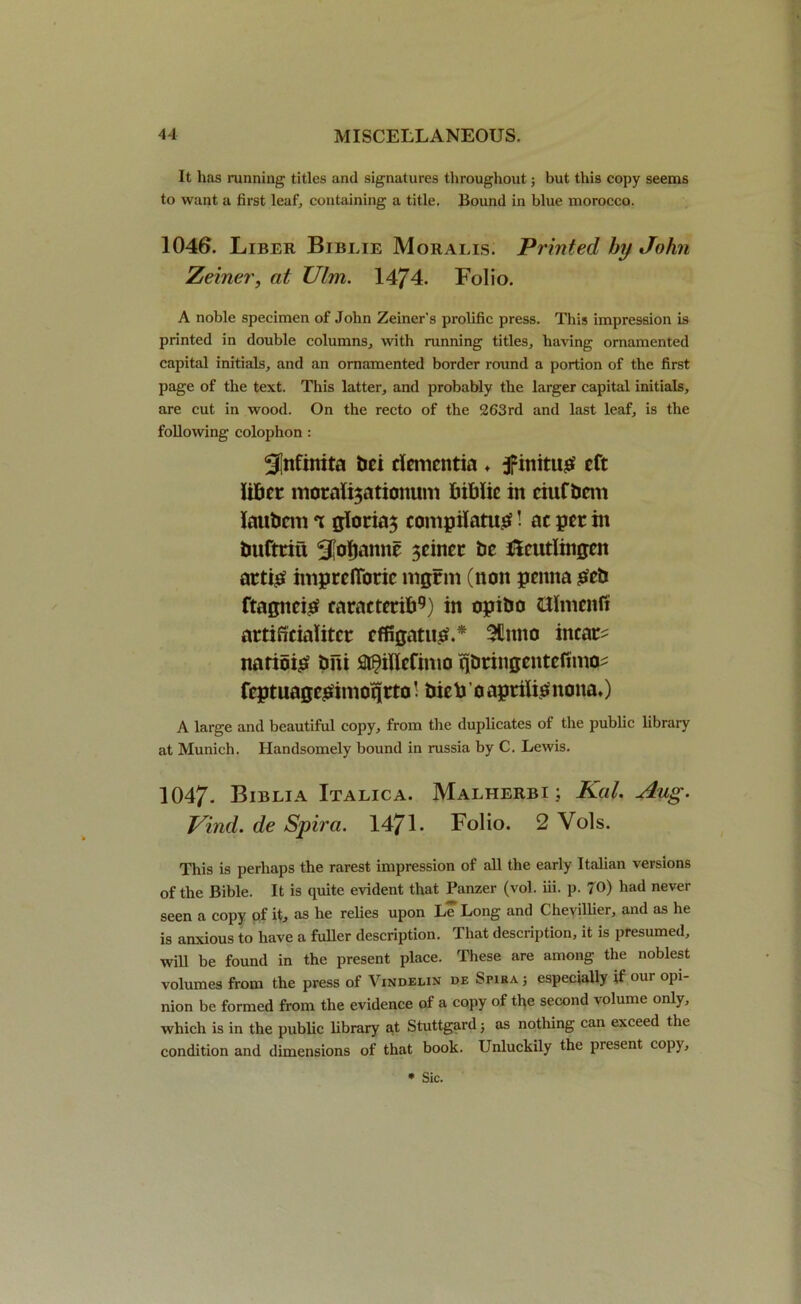 44 MISCELLANEOUS.
It has running titles and signatures throughout; but this copy seems
to want a first leaf, containing a title. Bound in blue morocco.
1046. LIBER BIBLIE MORALIS. Printed by John
Zeiner, at Ulm. 1474. Folio.
A noble specimen of John Zeiner's prolific press. This impression is
printed in double columns, with running titles, having ornamented
capital initials, and an ornamented border round a portion of the first
page of the text. This latter, and probably the larger capital initials,
are cut in wood. On the recto of the 263rd and last leaf, is the
following colophon :
Infinita dei clementia . Finitus eſt
liber moraliʒationum biblie in eiuſdem
laudem ⁊ gloriaʒ compilatus! ac per in
duſtriū Iohannē ʒeiner de Reutlingen
artis impreſſorie mgr̄m (non penna sed
ſtagneis caracterib⁹) in opido Ulmenſi
artificialiter effigatus.* Anno incar⸗
natiōis dn̄i Milleſimo q̄dringenteſimo⸗
ſeptuagesimoq̄rto! die v'o aprilis nona.)
A large and beautiful copy, from the duplicates of the public library
at Munich. Handsomely bound in russia by C. Lewis.
1047. BIBLIA ITALICA. MALHERBI; Kal. Aug.
Vind. de Spira. 1471. Folio. 2 Vols.
This is perhaps the rarest impression of all the early Italian versions
of the Bible. It is quite evident that Panzer (vol. iii. p. 70) had never
seen a copy of it, as he relies upon Le Long and Chevillier, and as he
is anxious to have a fuller description. That description, it is presumed,
will be found in the present place. These are among the noblest
volumes from the press of VINDELIN DE SPIRA; especially if our opi-
nion be formed from the evidence of a copy of the second volume only,
which is in the public library at Stuttgard; as nothing can exceed the
condition and dimensions of that book. Unluckily the present copy,
* Sic.